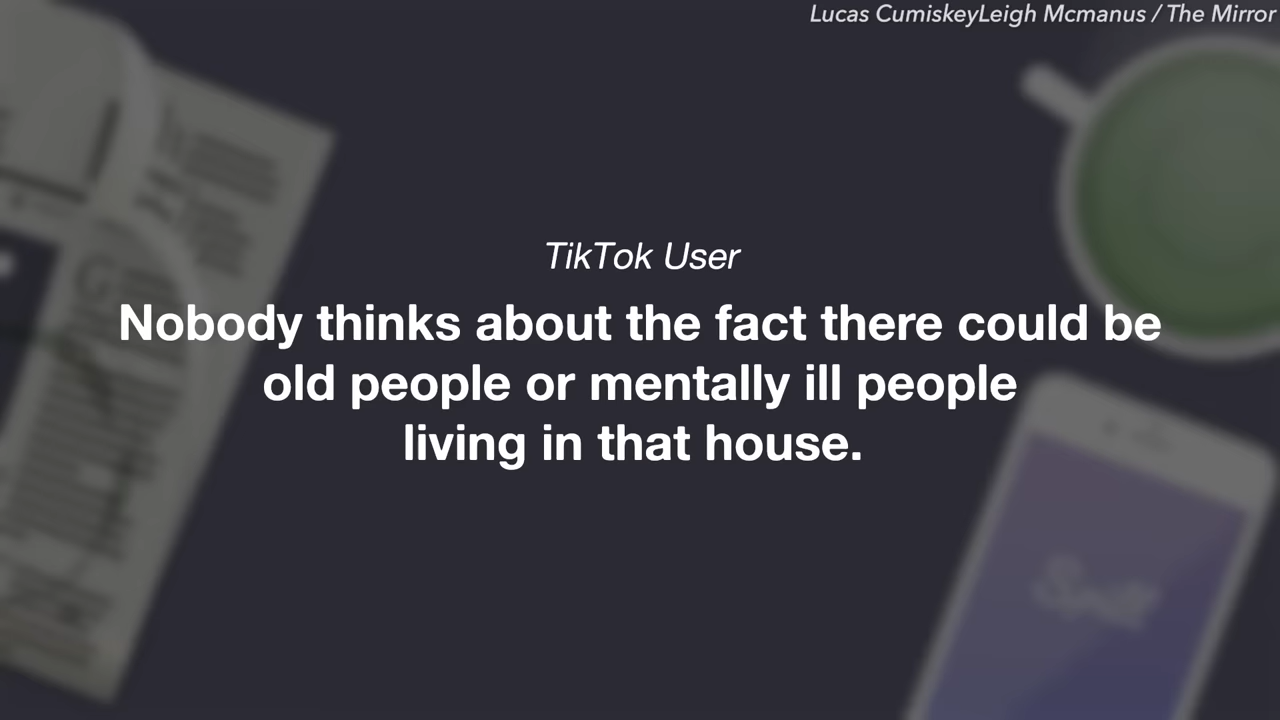 Lucas CumiskeyLeigh Mcmanus / The Mirror
TikTok User
Nobody thinks about the fact there could be
old people or mentally ill people
living in that house.